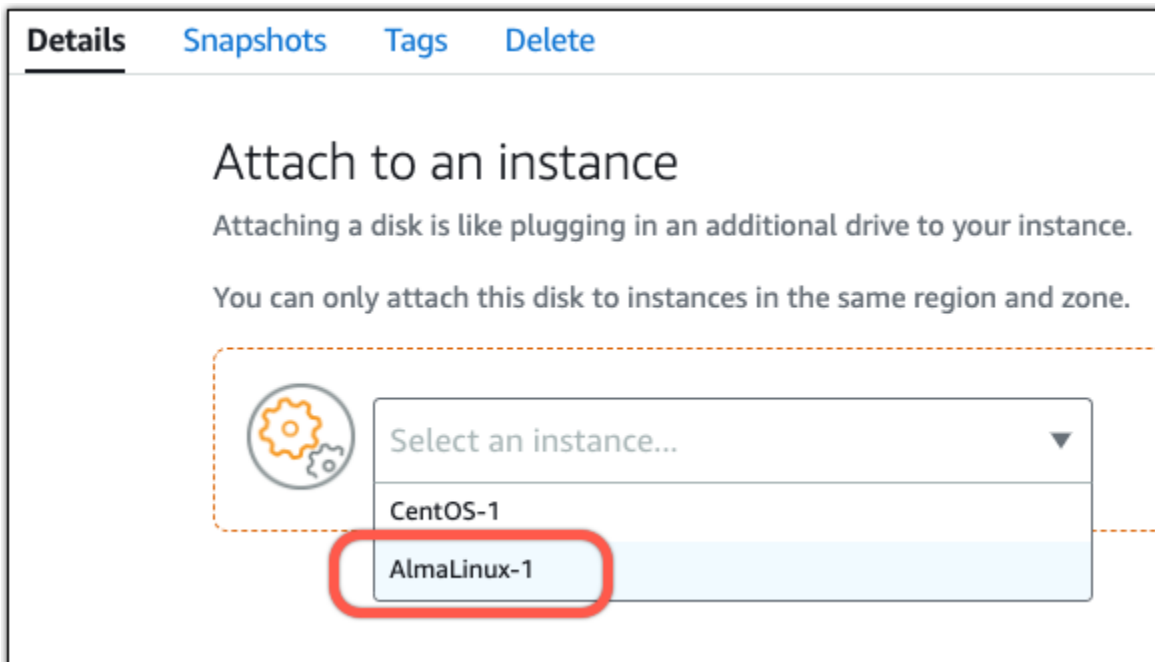 Details Snapshots Tags Delete
Attach to an instance
Attaching a disk is like plugging in an additional drive to your instance.
You can only attach this disk to instances in the same region and zone.
Select an instance...
CentOS-1
AlmaLinux-1